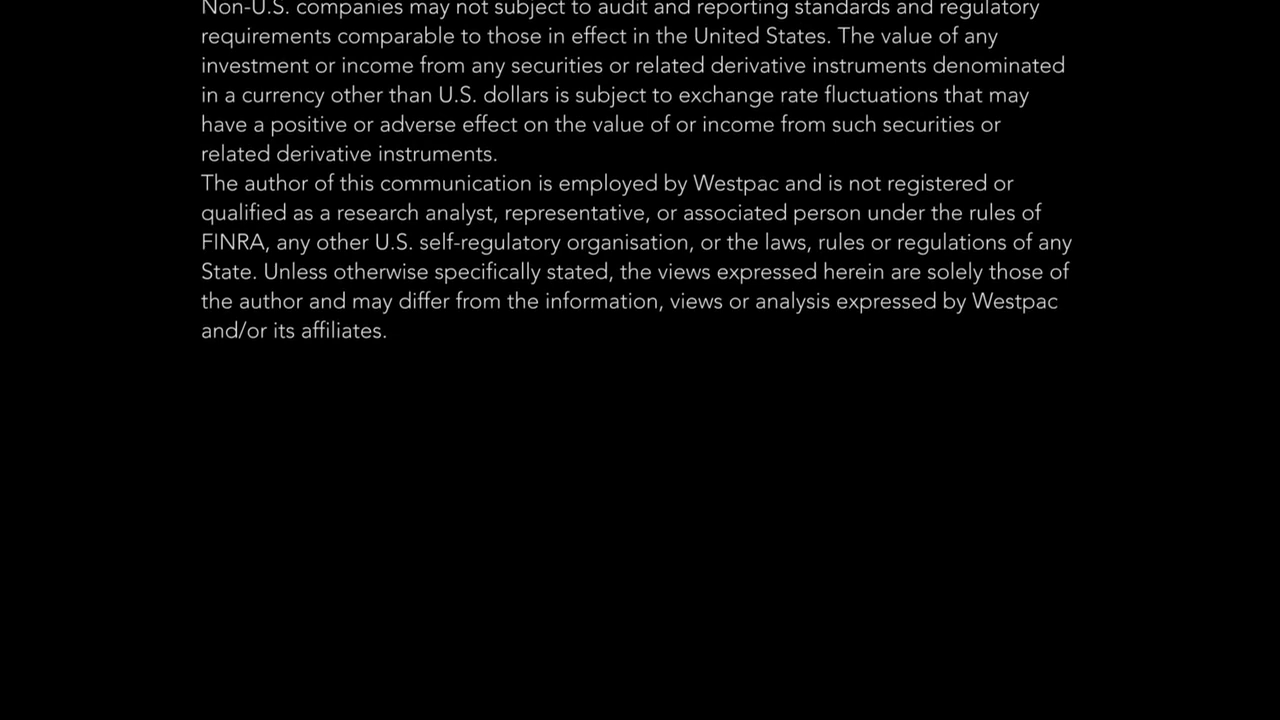 Non-U.S. companies may not subject to audit and reporting standards and regulatory
requirements comparable to those in effect in the United States. The value of any
investment or income from any securities or related derivative instruments denominated
in a currency other than U.S. dollars is subject to exchange rate fluctuations that may
have a positive or adverse effect on the value of or income from such securities or
related derivative instruments.
The author of this communication is employed by Westpac and is not registered or
qualified as a research analyst, representative, or associated person under the rules of
FINRA, any other U.S. self-regulatory organisation, or the laws, rules or regulations of any
State. Unless otherwise specifically stated, the views expressed herein are solely those of
the author and may differ from the information, views or analysis expressed by Westpac
and/or its affiliates.